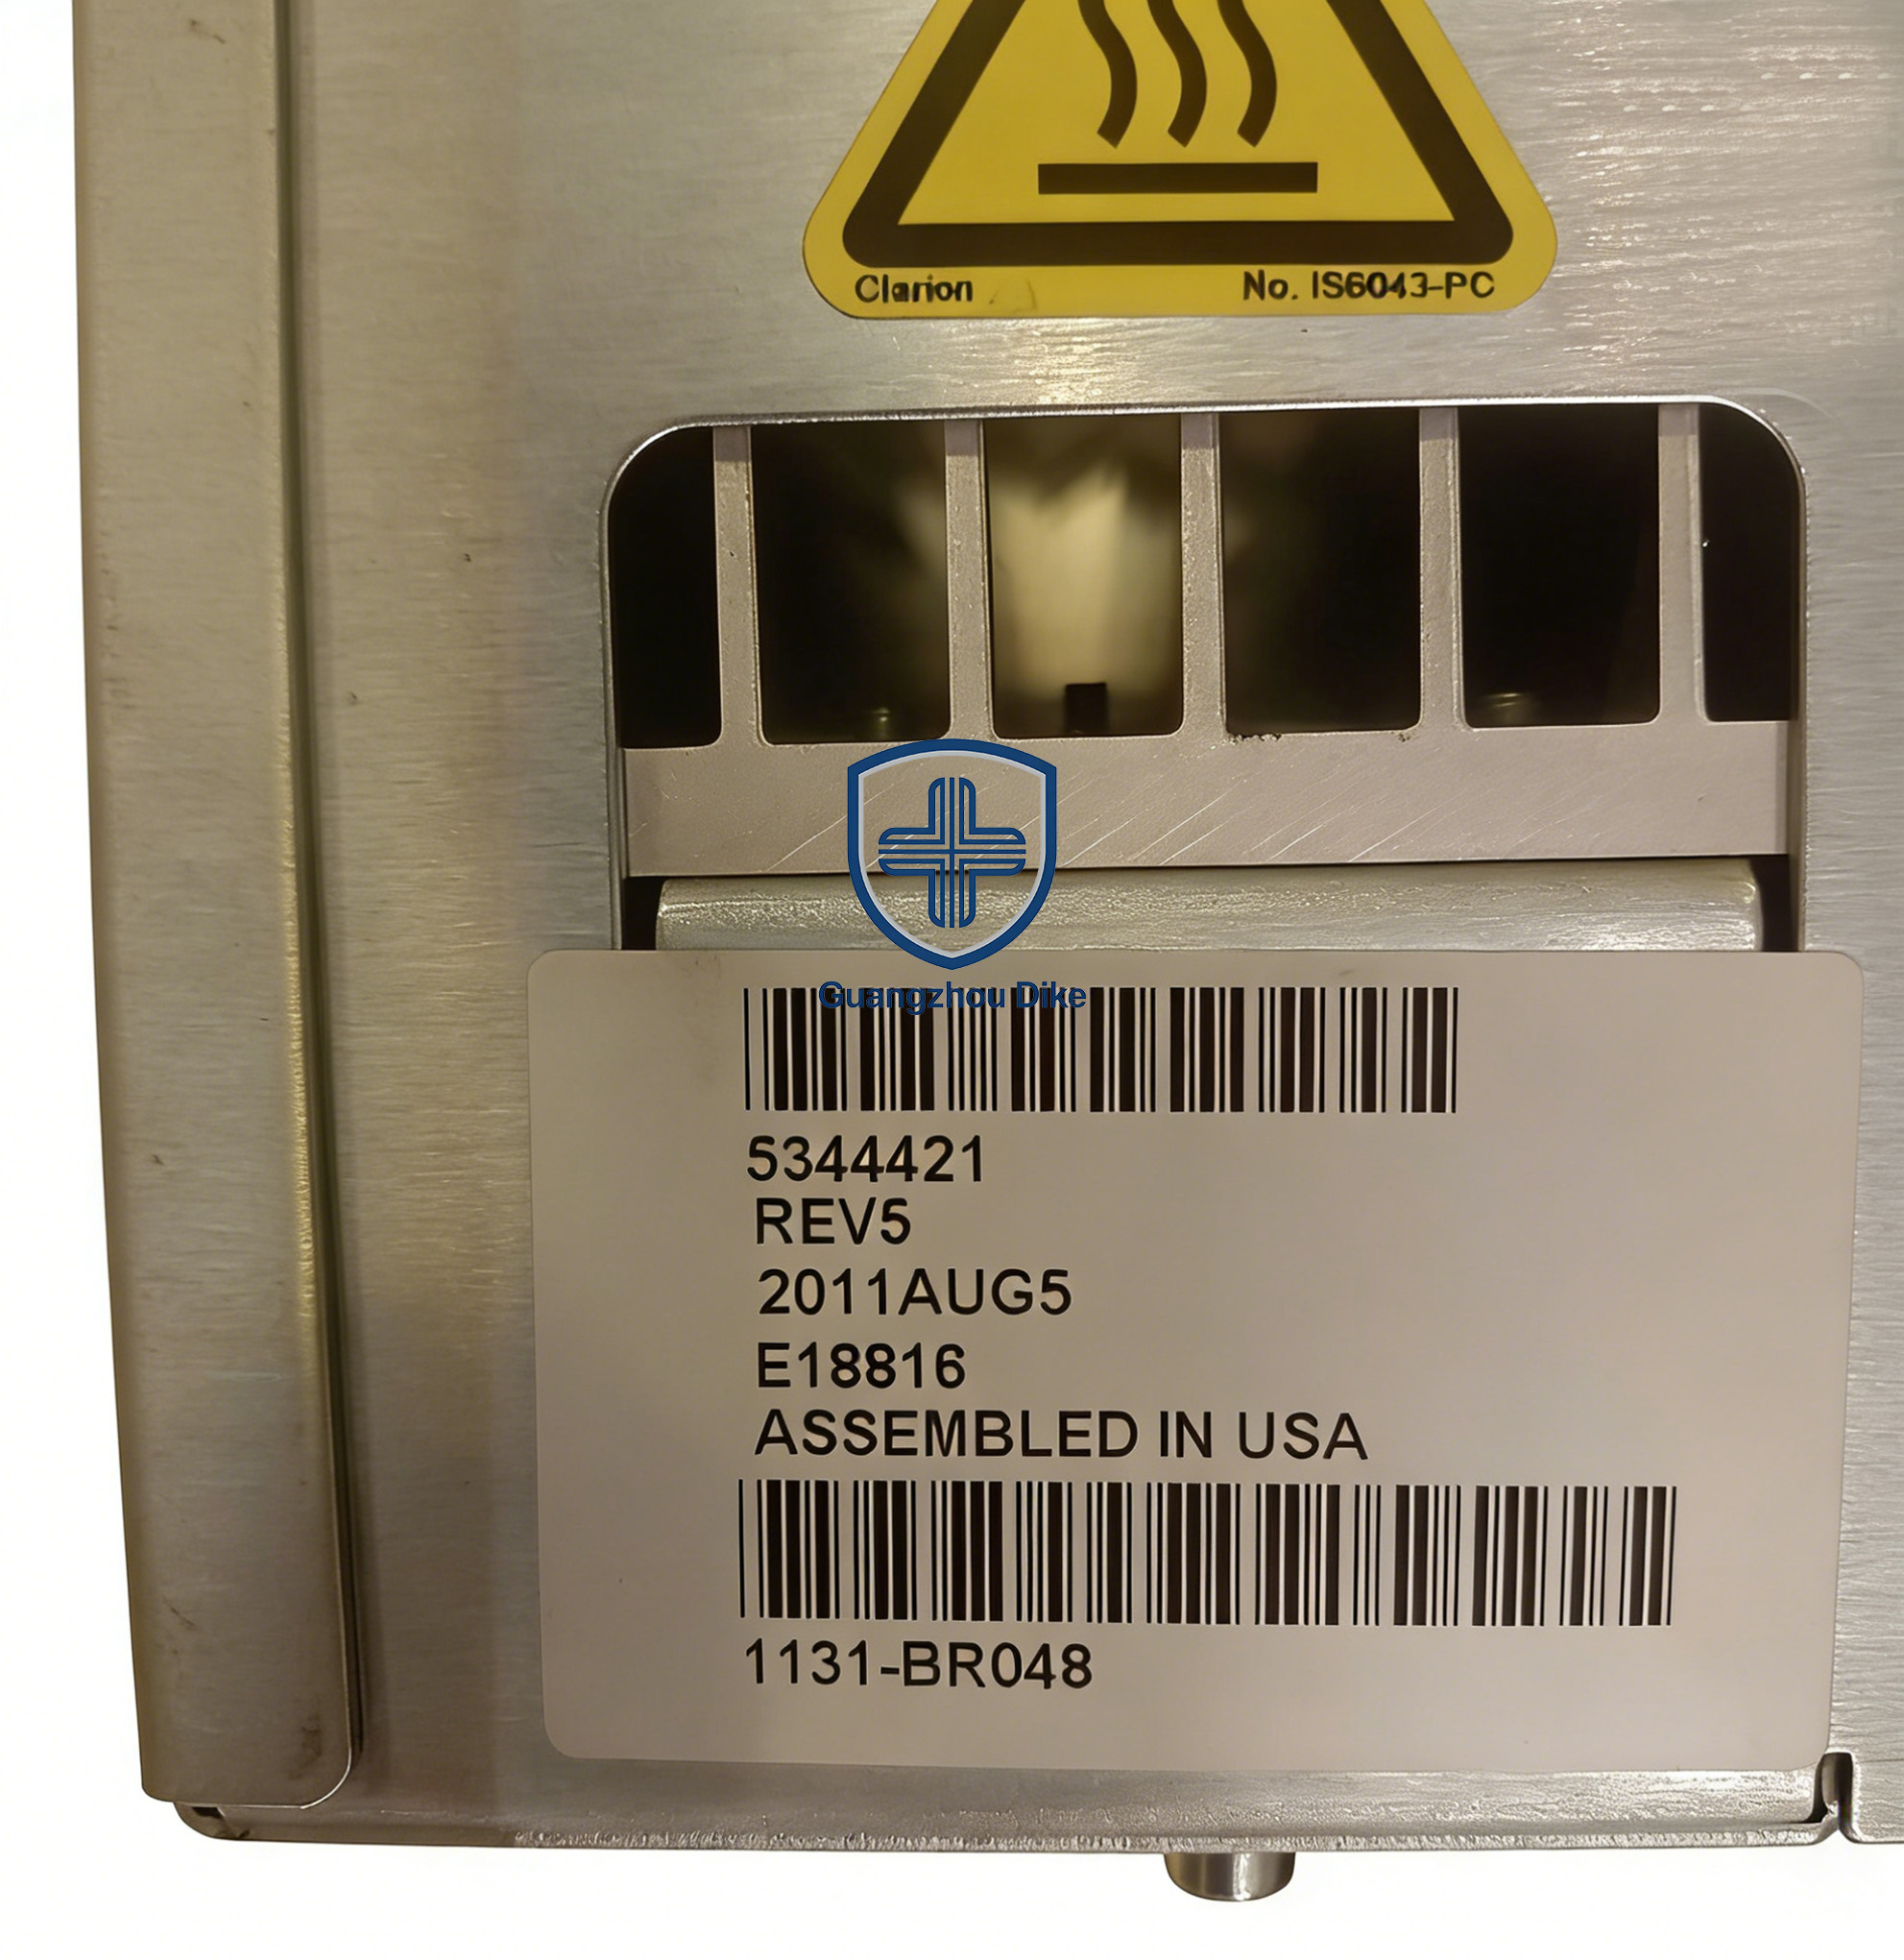 Clarion
No. IS6043-PC
Guangzhou Dike
5344421
REV5
2011AUG5
E18816
ASSEMBLED IN USA
1131-BR048